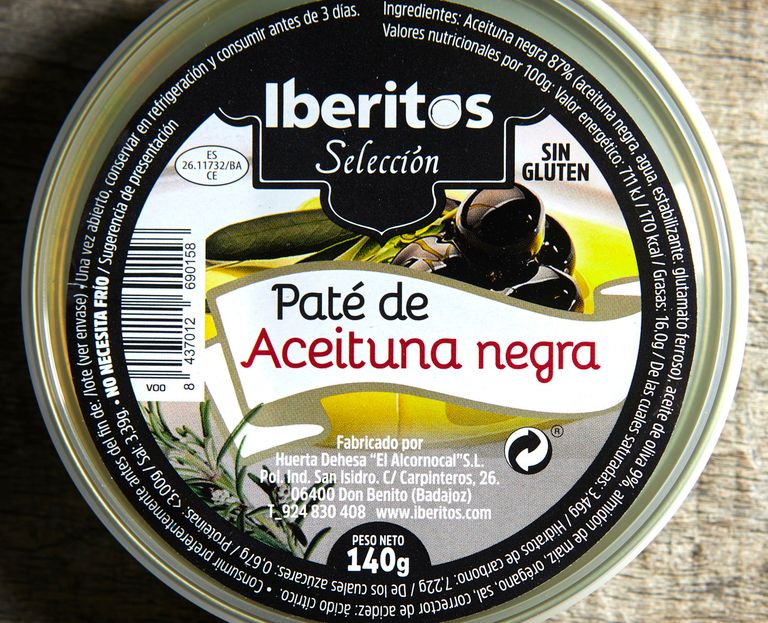 Iberitos
Selección
SIN
GLUTEN
ES
26.11732/BA
CE
Paté de
Aceituna negra
8 437012 690158
V00
Fabricado por
Huerta Dehesa "El Alcornocal"S.L.
Pol. Ind. San Isidro. C/ Carpinteros, 26.
06400 Don Benito (Badajoz)
T_924 830 408 www.iberitos.com
®
PESO NETO
140g
Ingredientes: Aceituna negra 87% (aceituna negra, agua, estabilizante: glutamato ferroso), aceite de oliva 9%, almidón de maíz, orégano, sal, corrector de acidez: ácido cítrico.
Valores nutricionales por 100g: Valor energético: 711 kJ / 170 kcal / Grasas: 16,0g / De las cuales saturadas: 3,46g / Hidratos de carbono: 7,22g / De los cuales azúcares: 0,67g / Proteínas: <3,00g / Sal: 3,39g.
• Consumir preferentemente antes del fin de: /lote (ver envase) • Una vez abierto, conservar en refrigeración y consumir antes de 3 días.
• NO NECESITA FRÍO / Sugerencia de presentación